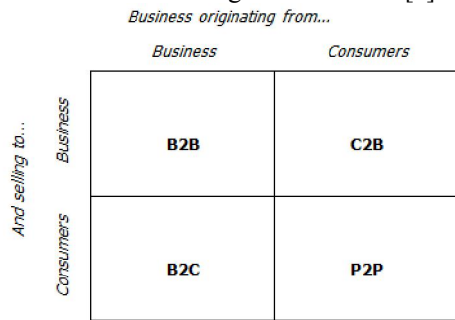 Business originating from...
Business Consumers
And selling to...
Business
B2B C2B
Consumers
B2C P2P